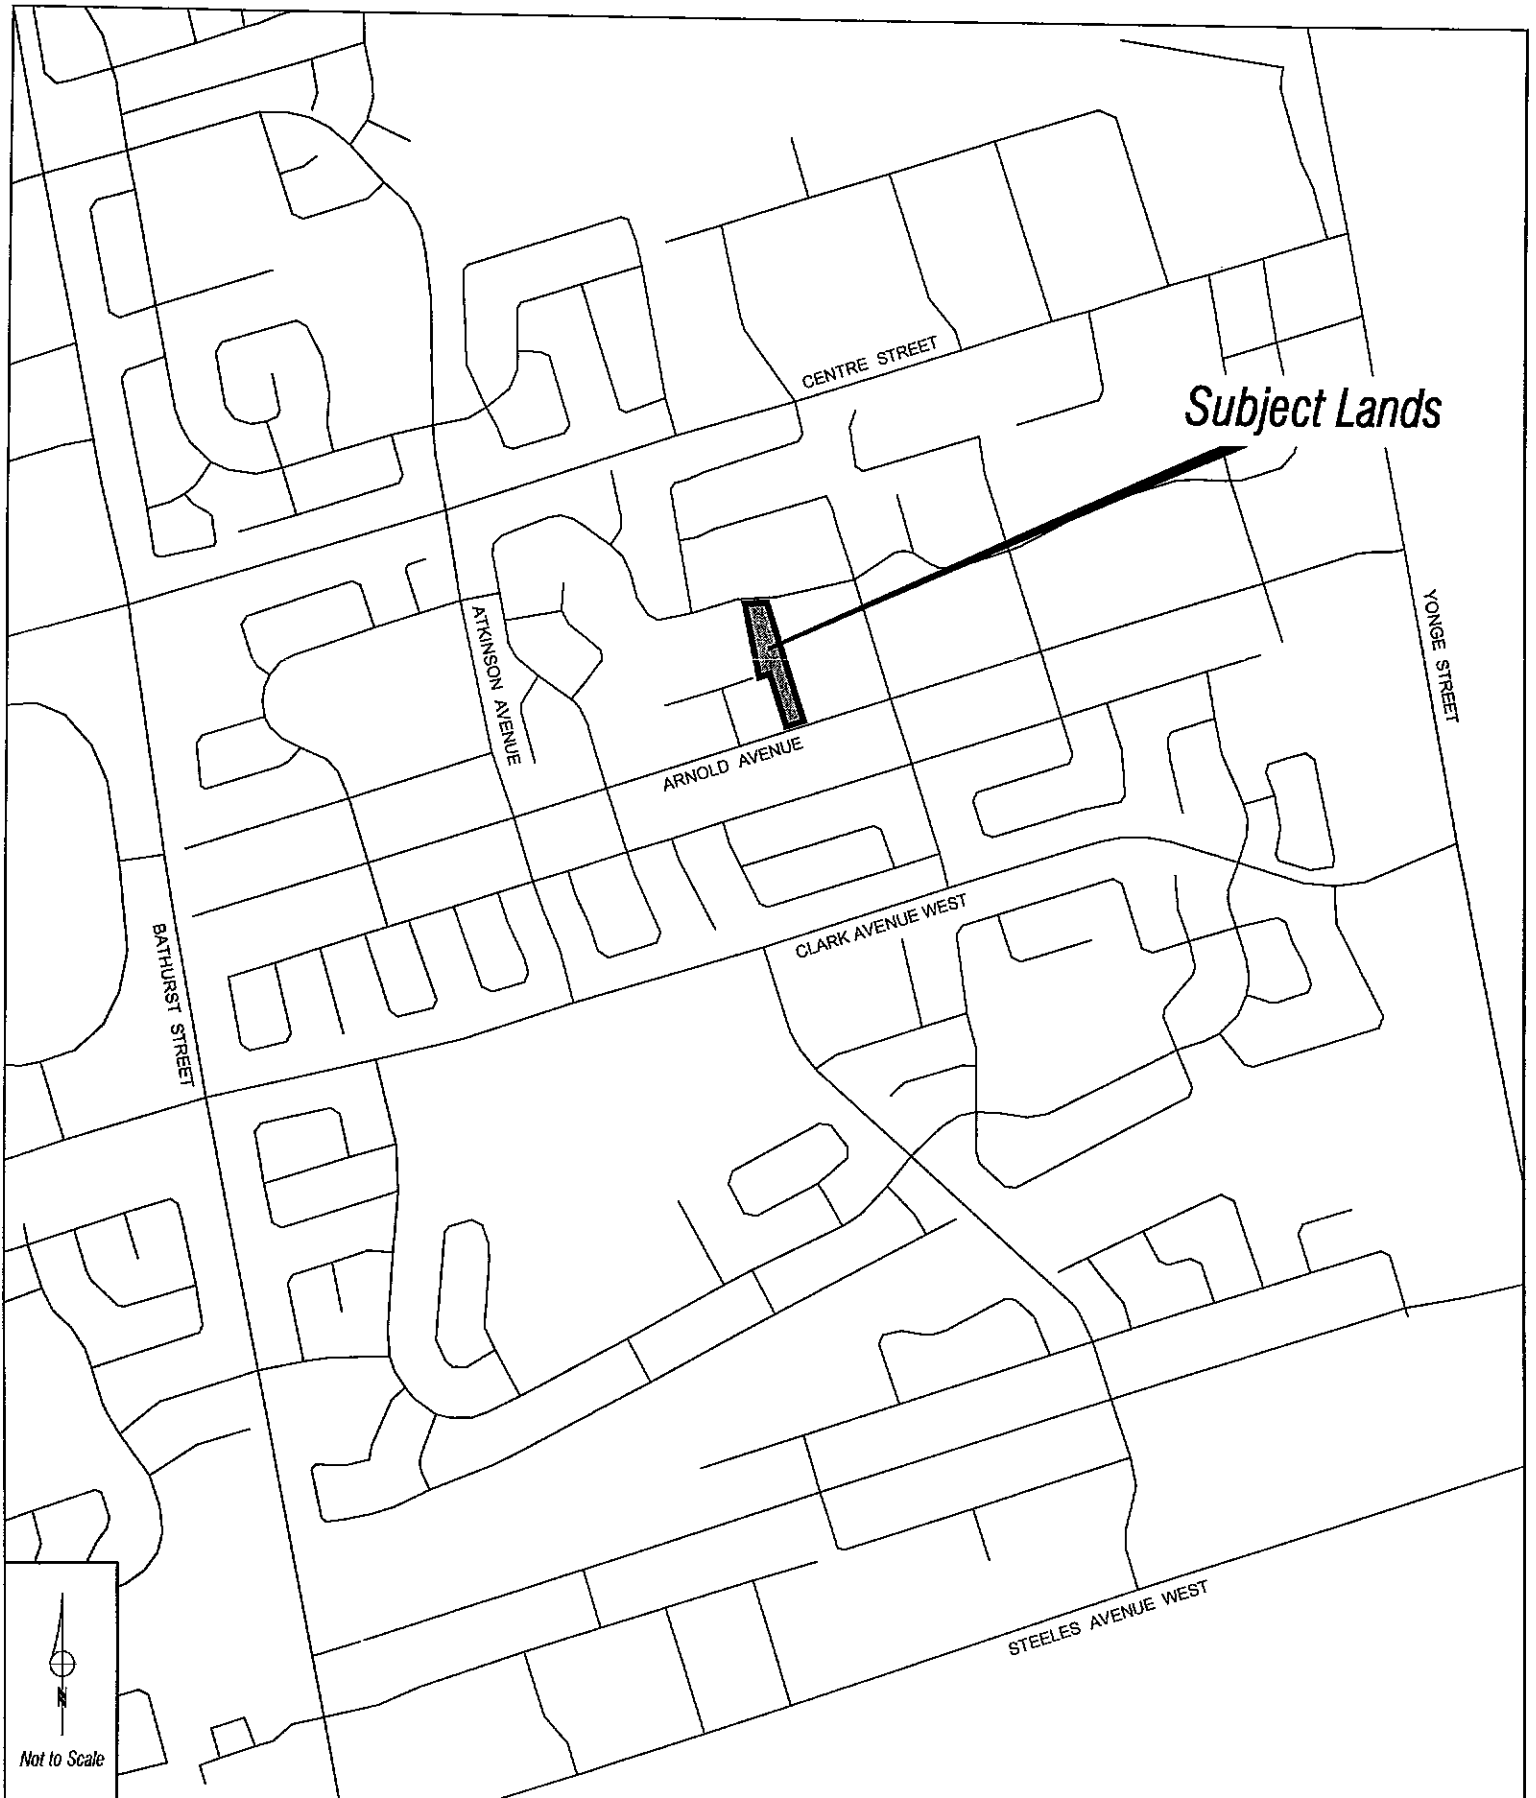 CENTRE STREET
Subject Lands
ATKINSON AVENUE
YONGE STREET
ARNOLD AVENUE
CLARK AVENUE WEST
BATHURST STREET
STEELES AVENUE WEST
N
Not to Scale